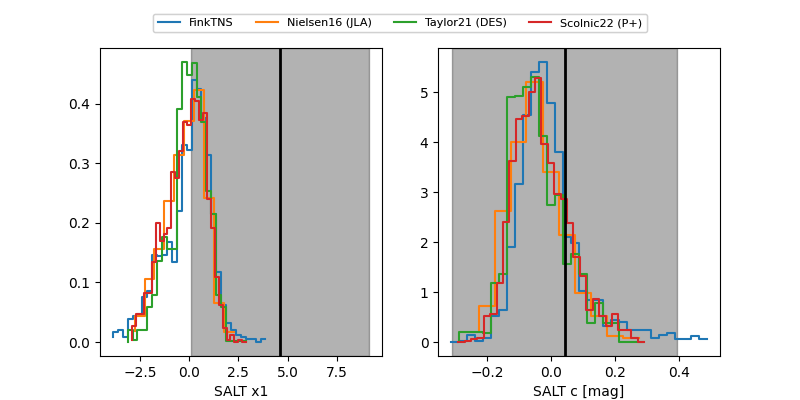 FinkTNS Nielsen16 (JLA) Taylor21 (DES) Scolnic22 (P+)
0.4
0.3
0.2
0.1
0.0
−2.5 0.0 2.5 5.0 7.5
SALT x1
5
4
3
2
1
0
−0.2 0.0 0.2 0.4
SALT c [mag]